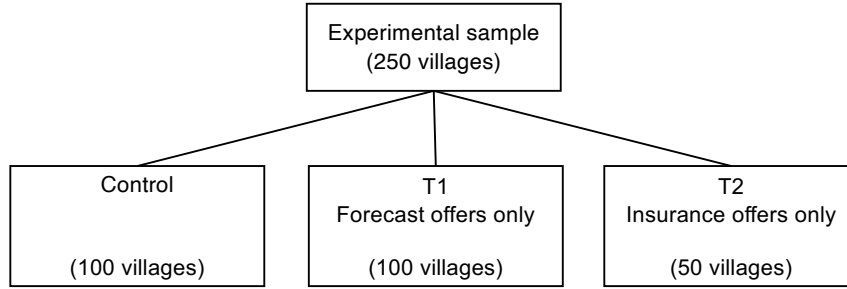 Experimental sample
(250 villages)
Control
(100 villages)
T1
Forecast offers only
(100 villages)
T2
Insurance offers only
(50 villages)